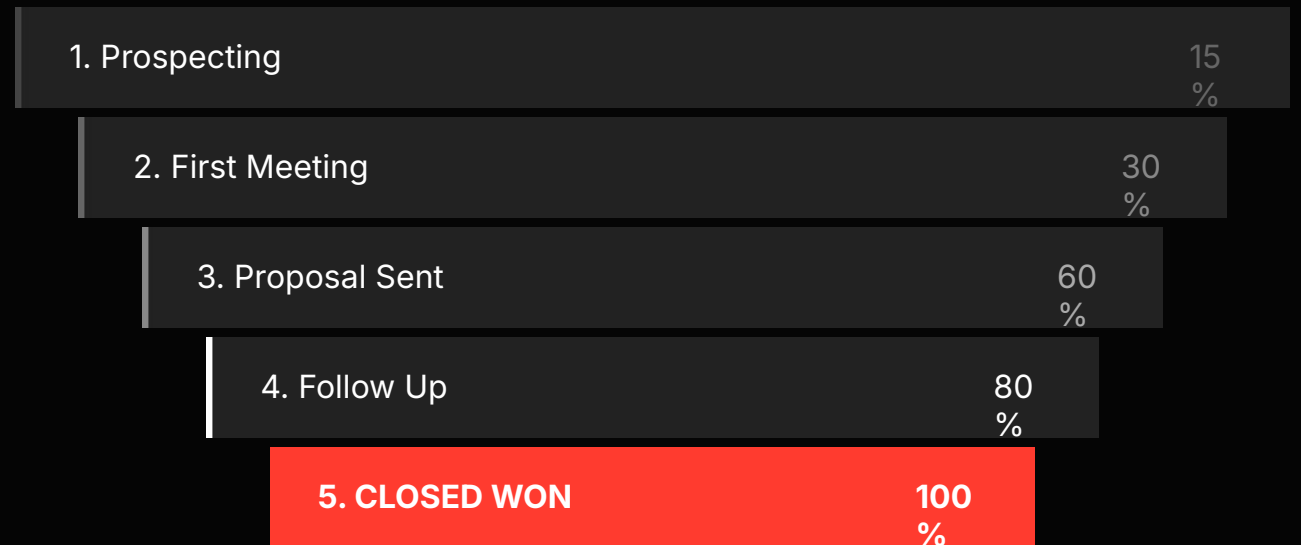 1. Prospecting 15
%
2. First Meeting 30
%
3. Proposal Sent 60
%
4. Follow Up 80
%
5. CLOSED WON 100
%